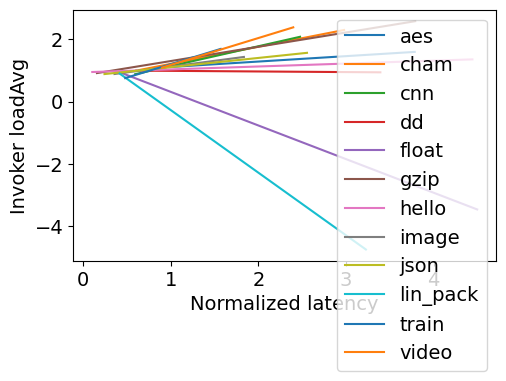 2
0
−2
−4
Invoker loadAvg
0
1
2
3
4
Normalized latency
aes
cham
cnn
dd
float
gzip
hello
image
json
lin_pack
train
video